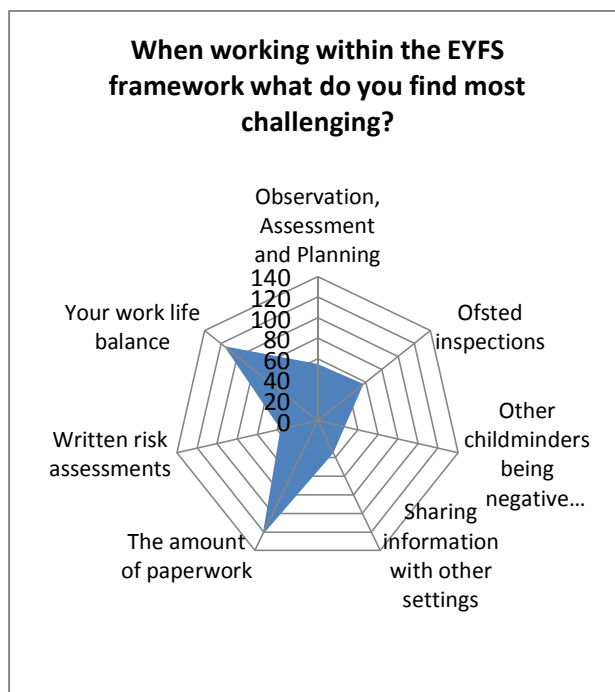 When working within the EYFS
framework what do you find most
challenging?
Observation,
Assessment
and Planning
140
120
100
80
60
40
20
0
Ofsted
inspections
Other
childminders
being
negative...
Sharing
information
with other
settings
The amount
of paperwork
Written risk
assessments
Your work life
balance